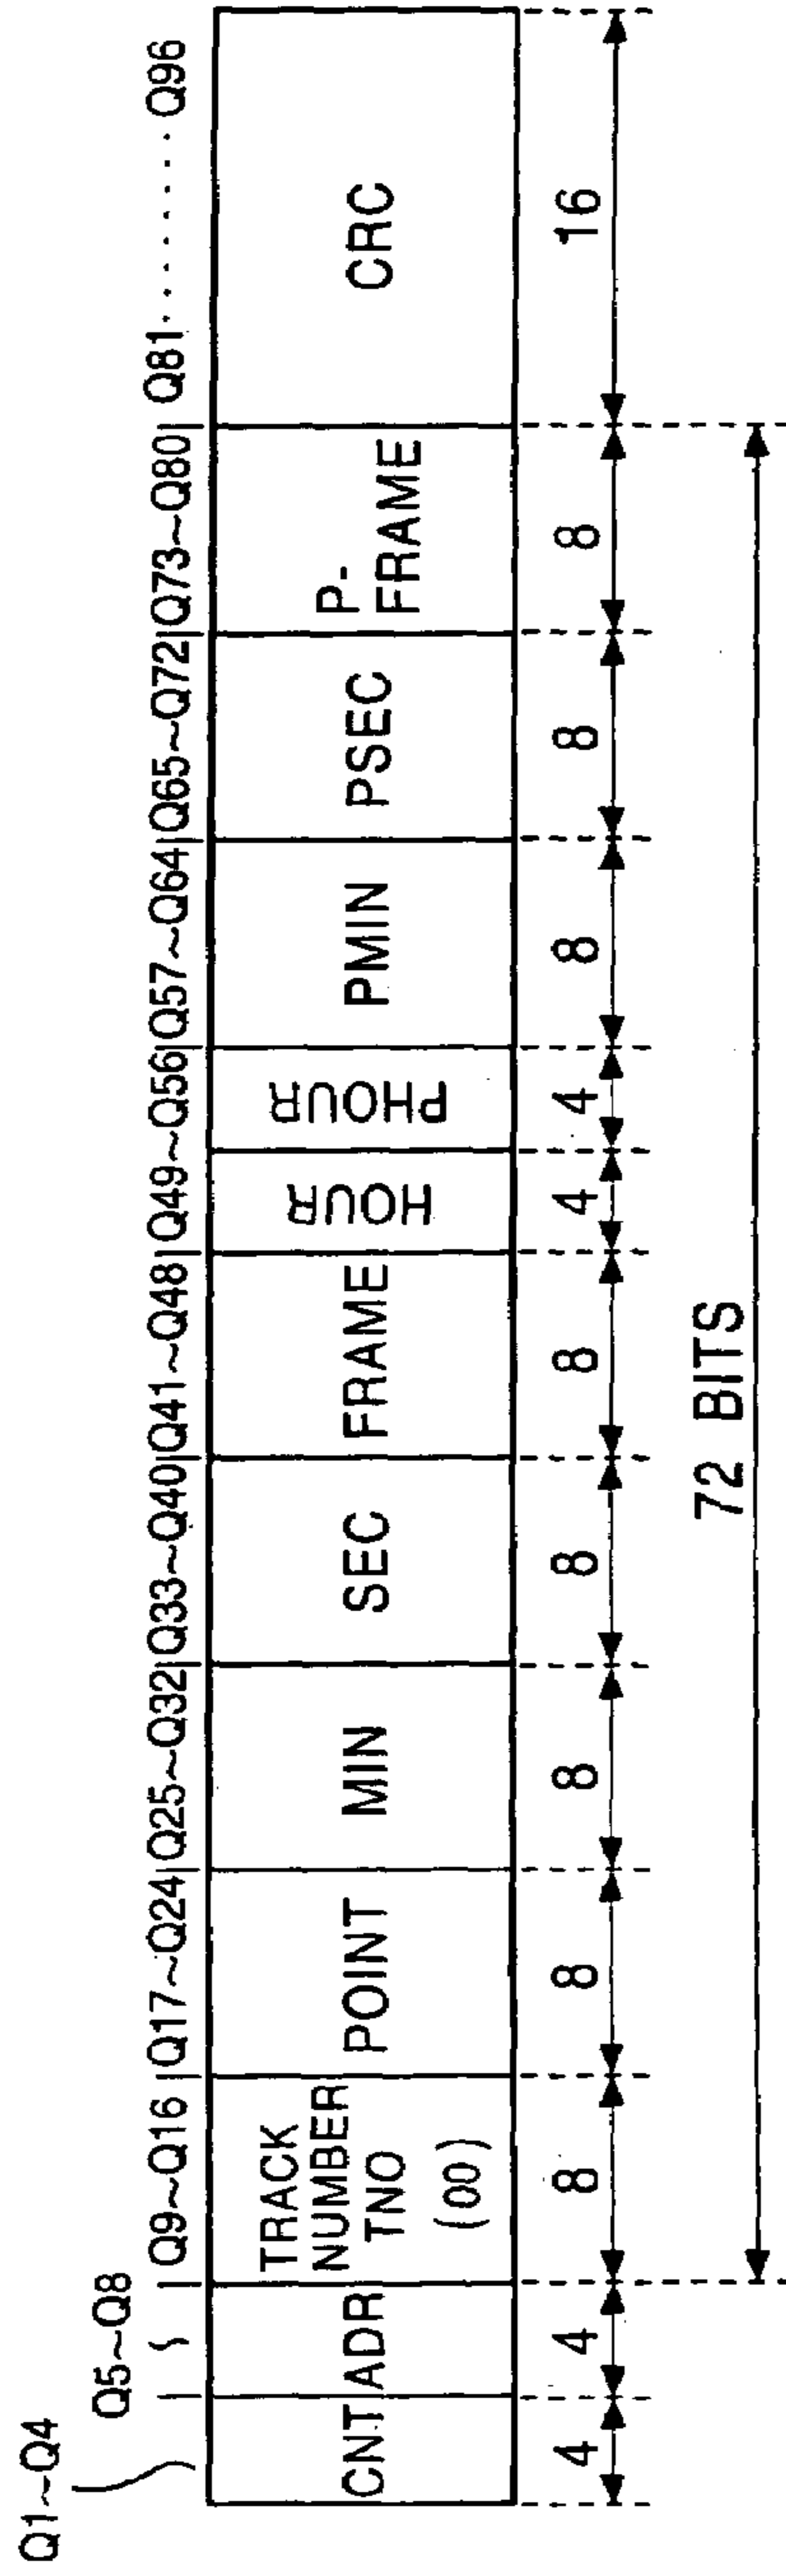 Q1~Q4
Q5~Q8
Q9~Q16
Q17~Q24
Q25~Q32
Q33~Q40
Q41~Q48
Q49~Q56
Q57~Q64
Q65~Q72
Q73~Q80
Q81 ········· Q96
CNT
ADR
TRACK
NUMBER
TNO
(00)
POINT
MIN
SEC
FRAME
HOUR
PHOUR
PMIN
PSEC
P-
FRAME
CRC
4
4
8
8
8
8
8
4
4
8
8
8
16
72 BITS